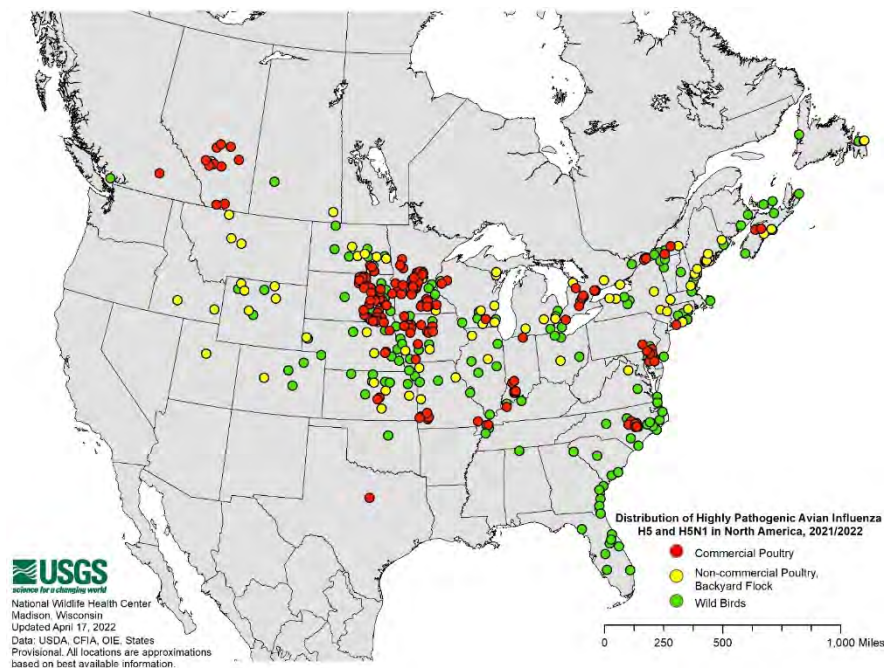 Distribution of Highly Pathogenic Avian Influenza
H5 and H5N1 in North America, 2021/2022
Commercial Poultry
Non-commercial Poultry,
Backyard Flock
Wild Birds
0 250 500 1,000 Miles
USGS
science for a changing world
National Wildlife Health Center
Madison, Wisconsin
Updated April 17, 2022
Data: USDA, CFIA, OIE, States
Provisional. All locations are approximations
based on best available information.